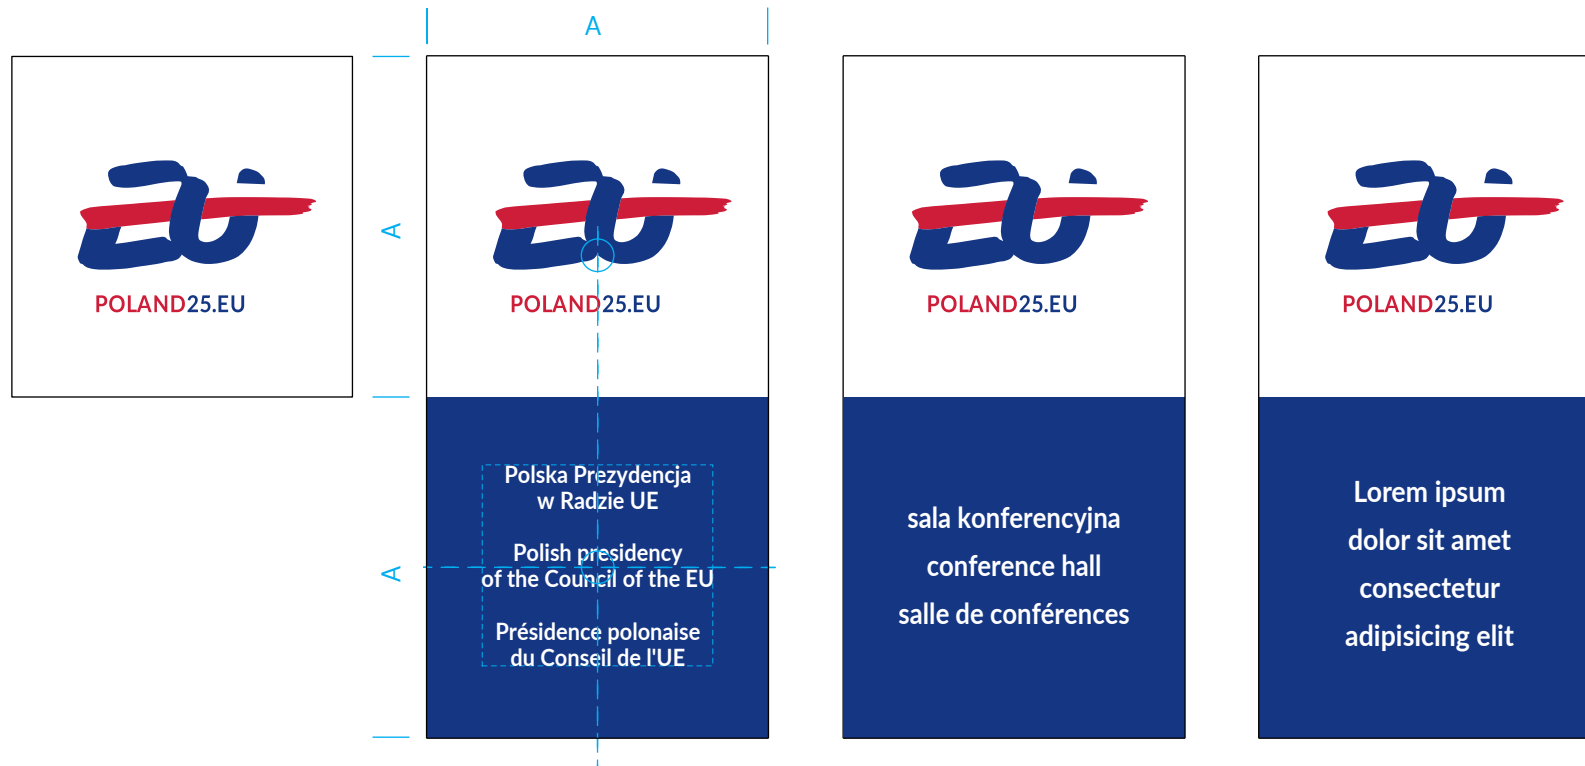 A
A
A
POLAND25.EU
POLAND25.EU
Polska Prezydencja
w Radzie UE
Polish presidency
of the Council of the EU
Présidence polonaise
du Conseil de l'UE
POLAND25.EU
sala konferencyjna
conference hall
salle de conférences
POLAND25.EU
Lorem ipsum
dolor sit amet
consectetur
adipisicing elit